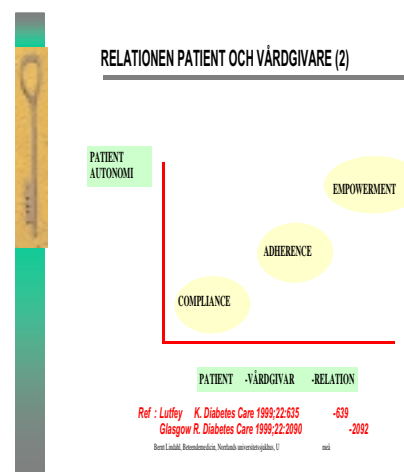 RELATIONEN PATIENT OCH VÅRDGIVARE (2)
PATIENT
AUTONOMI
EMPOWERMENT
ADHERENCE
COMPLIANCE
PATIENT -VÅRDGIVAR -RELATION
Ref : Lutfey K. Diabetes Care 1999;22:635 -639
Glasgow R. Diabetes Care 1999;22:2090 -2092
Bernt Lindahl, Beteendemedicin, Norrlands universitetssjukhus, U meå